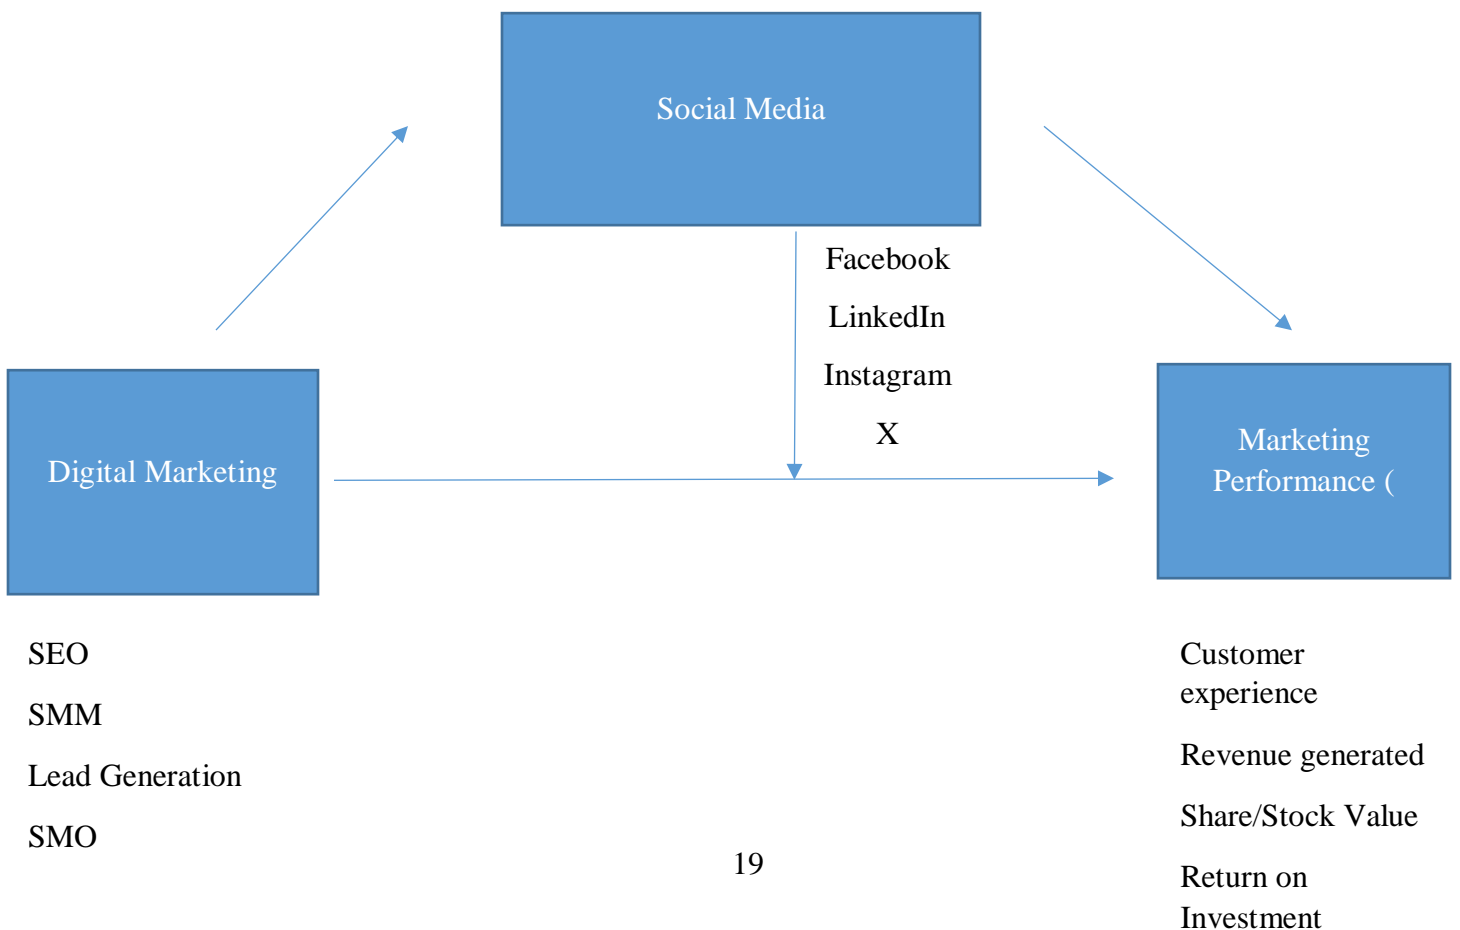 Social Media
Facebook
LinkedIn
Instagram
X
Digital Marketing
Marketing
Performance (
SEO
SMM
Lead Generation
SMO
Customer
experience
Revenue generated
Share/Stock Value
Return on
Investment
19